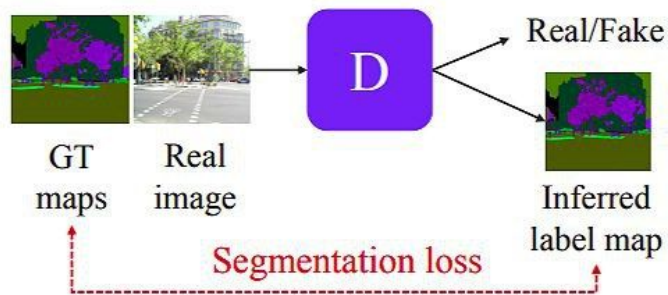 Real/Fake
D
GT
maps
Real
image
Inferred
label map
Segmentation loss